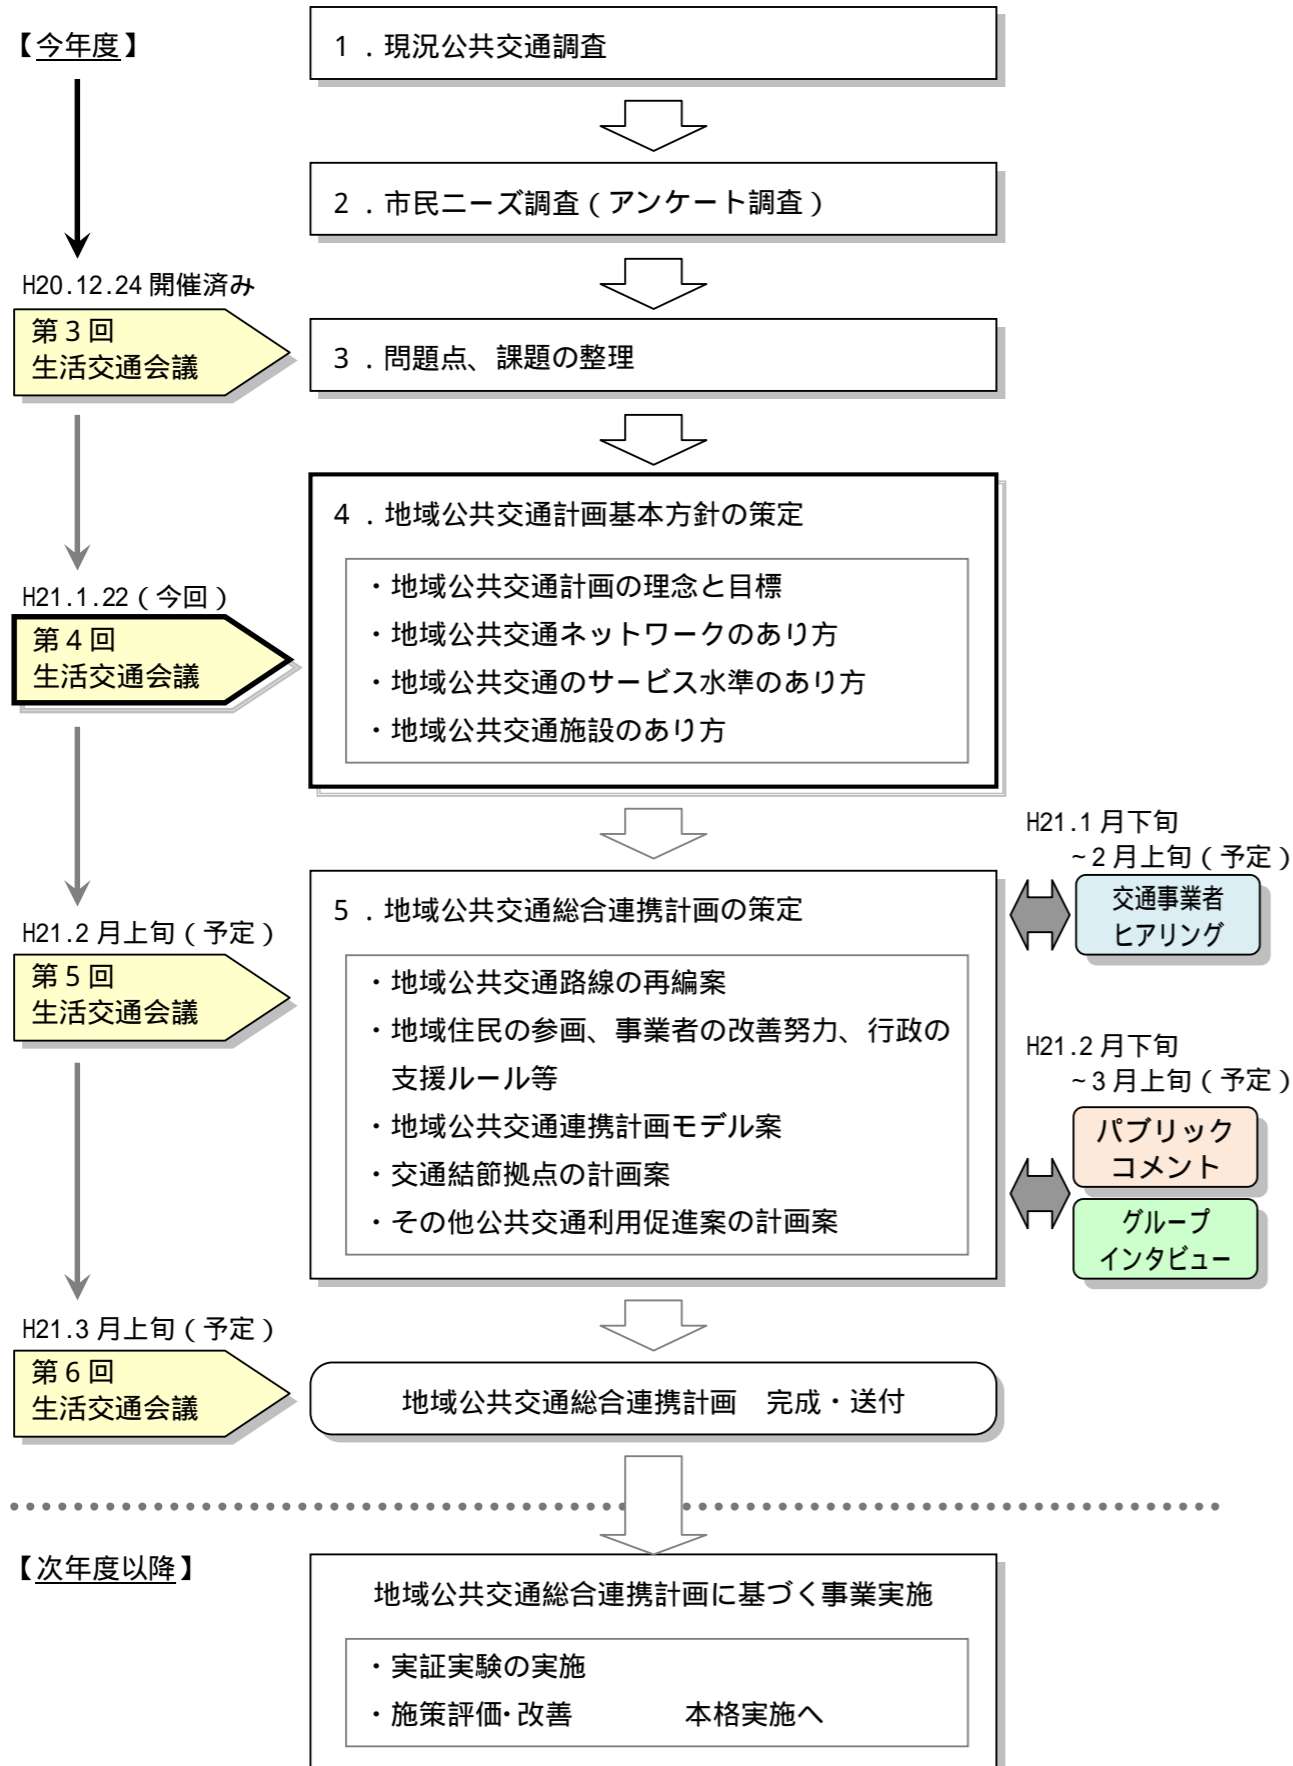 【今年度】
１．現況公共交通調査
２．市民ニーズ調査（アンケート調査）
H20.12.24 開催済み
第３回
生活交通会議
３．問題点、課題の整理
４．地域公共交通計画基本方針の策定
・地域公共交通計画の理念と目標
・地域公共交通ネットワークのあり方
・地域公共交通のサービス水準のあり方
・地域公共交通施設のあり方
H21.1.22（今回）
第４回
生活交通会議
H21.1 月下旬
~2 月上旬（予定）
交通事業者
ヒアリング
５．地域公共交通総合連携計画の策定
・地域公共交通路線の再編案
・地域住民の参画、事業者の改善努力、行政の
支援ルール等
・地域公共交通連携計画モデル案
・交通結節拠点の計画案
・その他公共交通利用促進案の計画案
H21.2 月上旬（予定）
第５回
生活交通会議
H21.2 月下旬
~3 月上旬（予定）
パブリック
コメント
グループ
インタビュー
H21.3 月上旬（予定）
第６回
生活交通会議
地域公共交通総合連携計画　完成・送付
【次年度以降】
地域公共交通総合連携計画に基づく事業実施
・実証実験の実施
・施策評価・改善　　　　本格実施へ